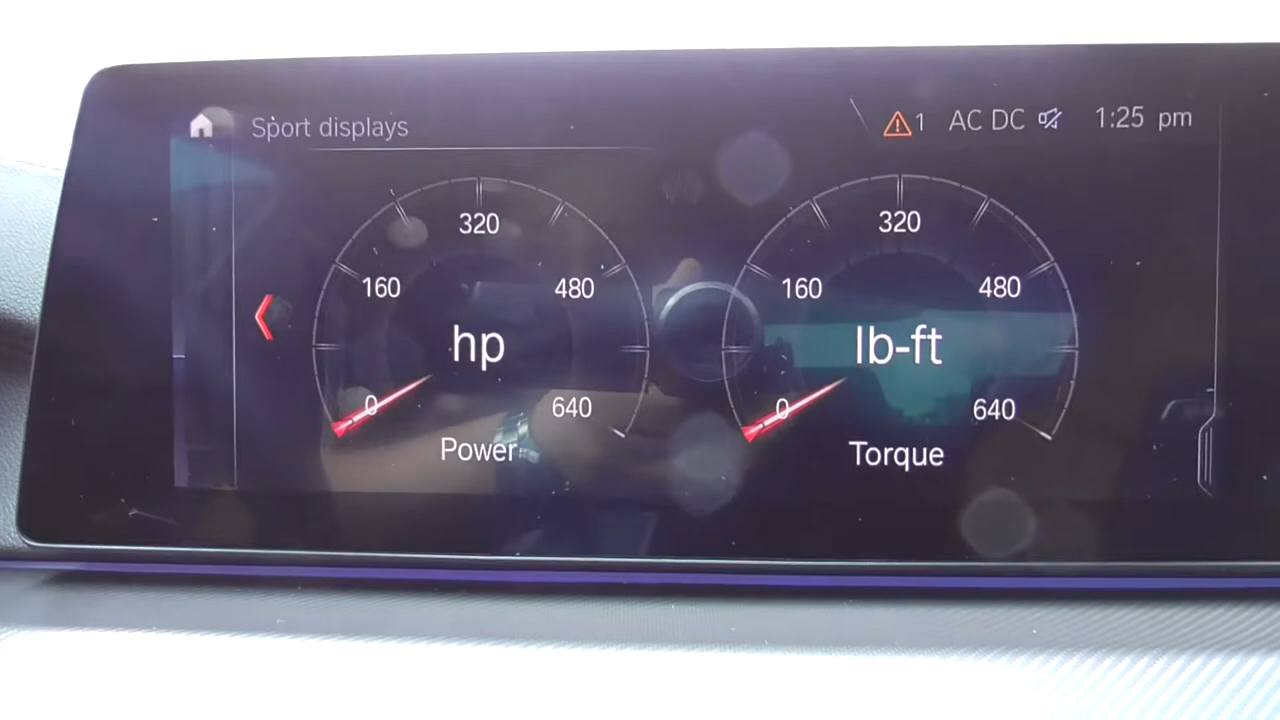 Sport displays
1 AC DC 1:25 pm
320
160 480
hp
0 640
Power
320
160 480
lb-ft
0 640
Torque